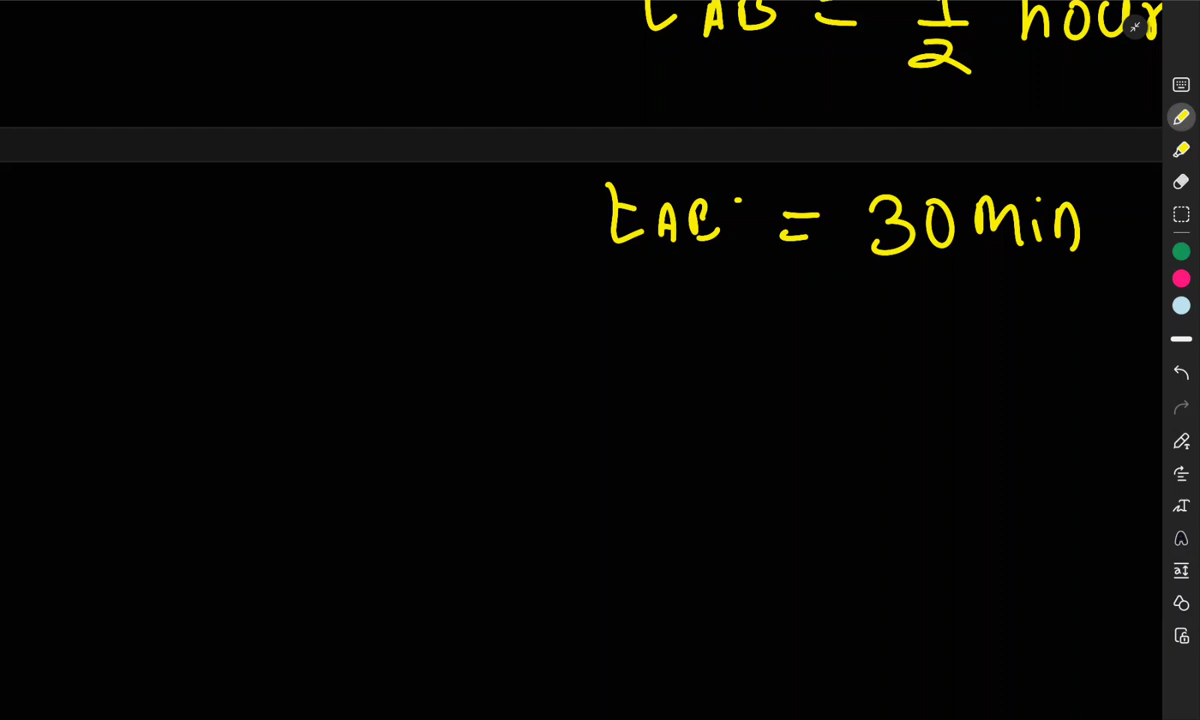 tAB = 1/2 hour
tAB = 30 min